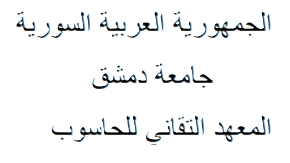 الجمهورية العربية السورية
جامعة دمشق
المعهد التقاني للحاسوب